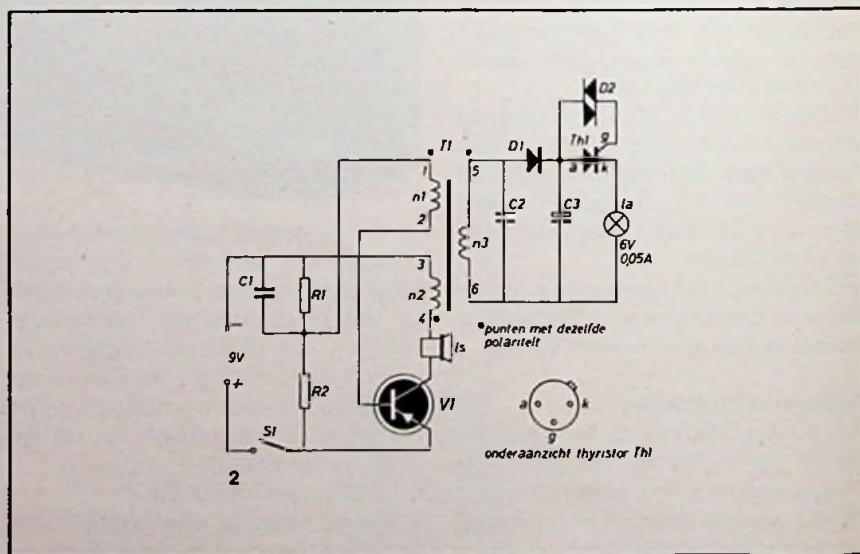 D2
T1
D1
Th1
g
a
k
1
5
n1
C2
C3
la
2
n3
6V
0,05A
3
C1
R1
n2
6
4
•punten met dezelfde
polariteit
ls
9V
R2
V1
a
k
g
S1
onderaanzicht thyristor Th1
2